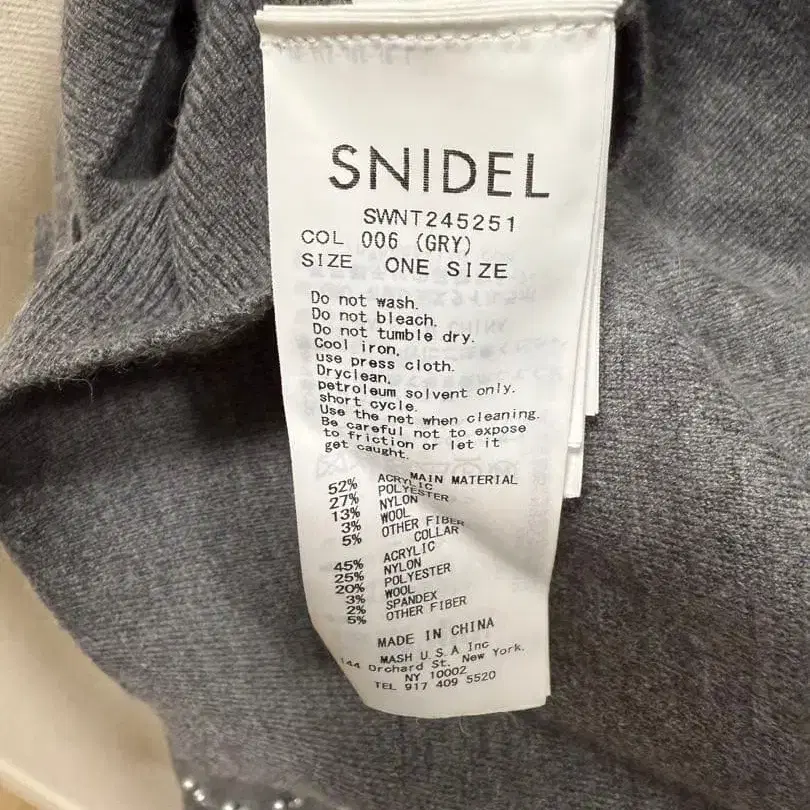 SNIDEL
SWNT245251
COL 006 (GRY)
SIZE ONE SIZE
Do not wash.
Do not bleach.
Do not tumble dry.
Cool iron,
use press cloth.
Dryclean,
petroleum solvent only.
short cycle.
Use the net when cleaning.
Be careful not to expose
to friction or let it
get caught.
MAIN MATERIAL
52% ACRYLIC
27% POLYESTER
13% NYLON
3% WOOL
5% OTHER FIBER
COLLAR
45% ACRYLIC
25% NYLON
20% POLYESTER
3% WOOL
2% SPANDEX
5% OTHER FIBER
MADE IN CHINA
MASH U.S.A Inc
144 Orchard St. New York.
NY 10002
TEL 917 409 5520